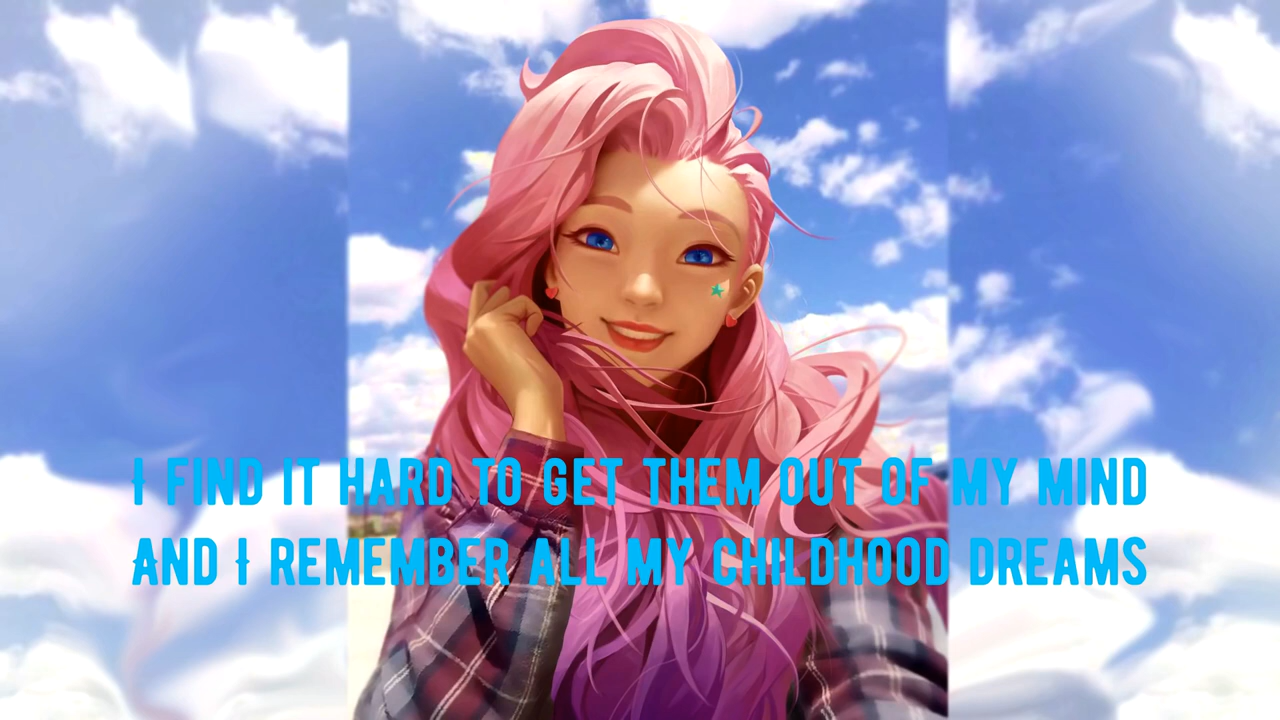 I FIND IT HARD TO GET THEM OUT OF MY MIND
AND I REMEMBER ALL MY CHILDHOOD DREAMS